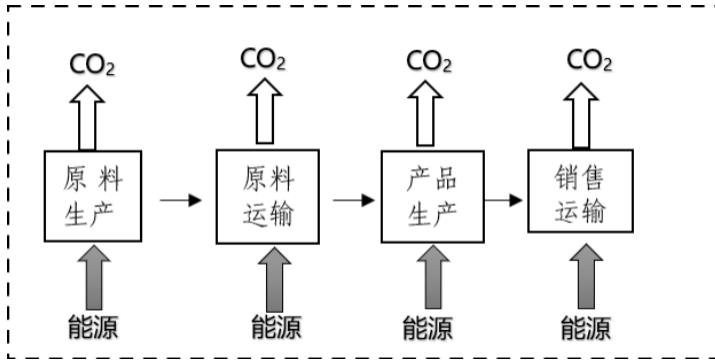 CO₂ CO₂ CO₂ CO₂
原料 原料 产品 销售
生产 运输 生产 运输
能源 能源 能源 能源